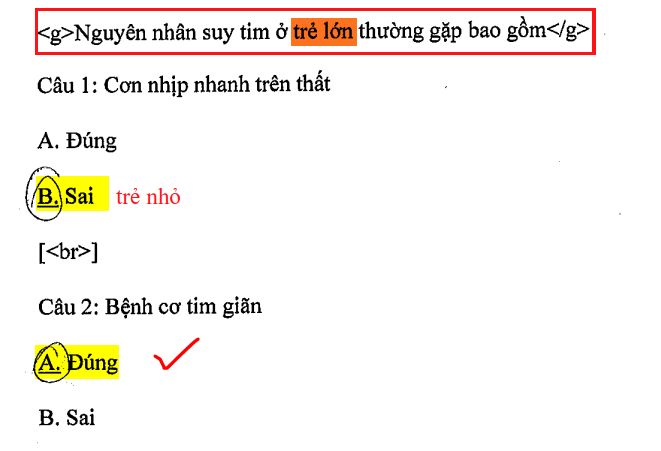 <g>Nguyên nhân suy tim ở trẻ lớn thường gặp bao gồm</g>
Câu 1: Cơn nhịp nhanh trên thất
A. Đúng
B. Sai trẻ nhỏ
[<br>]
Câu 2: Bệnh cơ tim giãn
A. Đúng
B. Sai